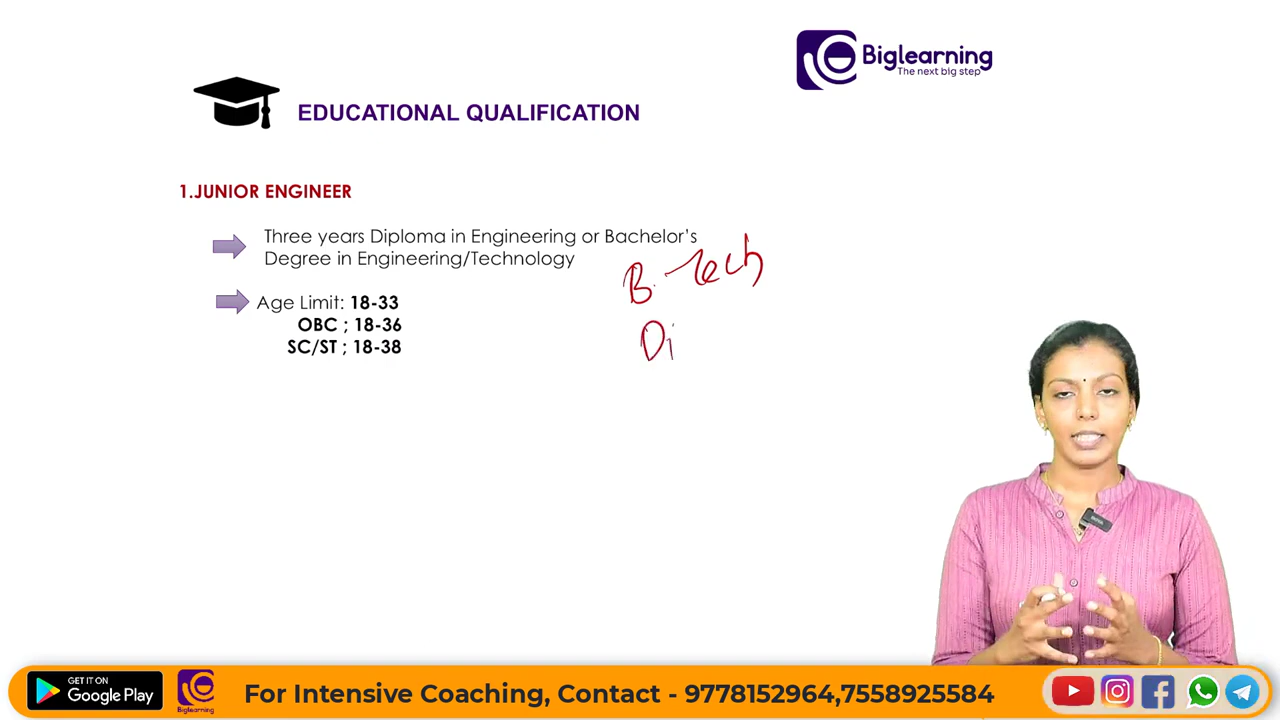 Biglearning
The next big step
EDUCATIONAL QUALIFICATION
1.JUNIOR ENGINEER
Three years Diploma in Engineering or Bachelor's
Degree in Engineering/Technology
B.Tech
Age Limit: 18-33
OBC ; 18-36
Di
SC/ST ; 18-38
GET IT ON
Google Play
Biglearning
For Intensive Coaching, Contact - 9778152964,7558925584